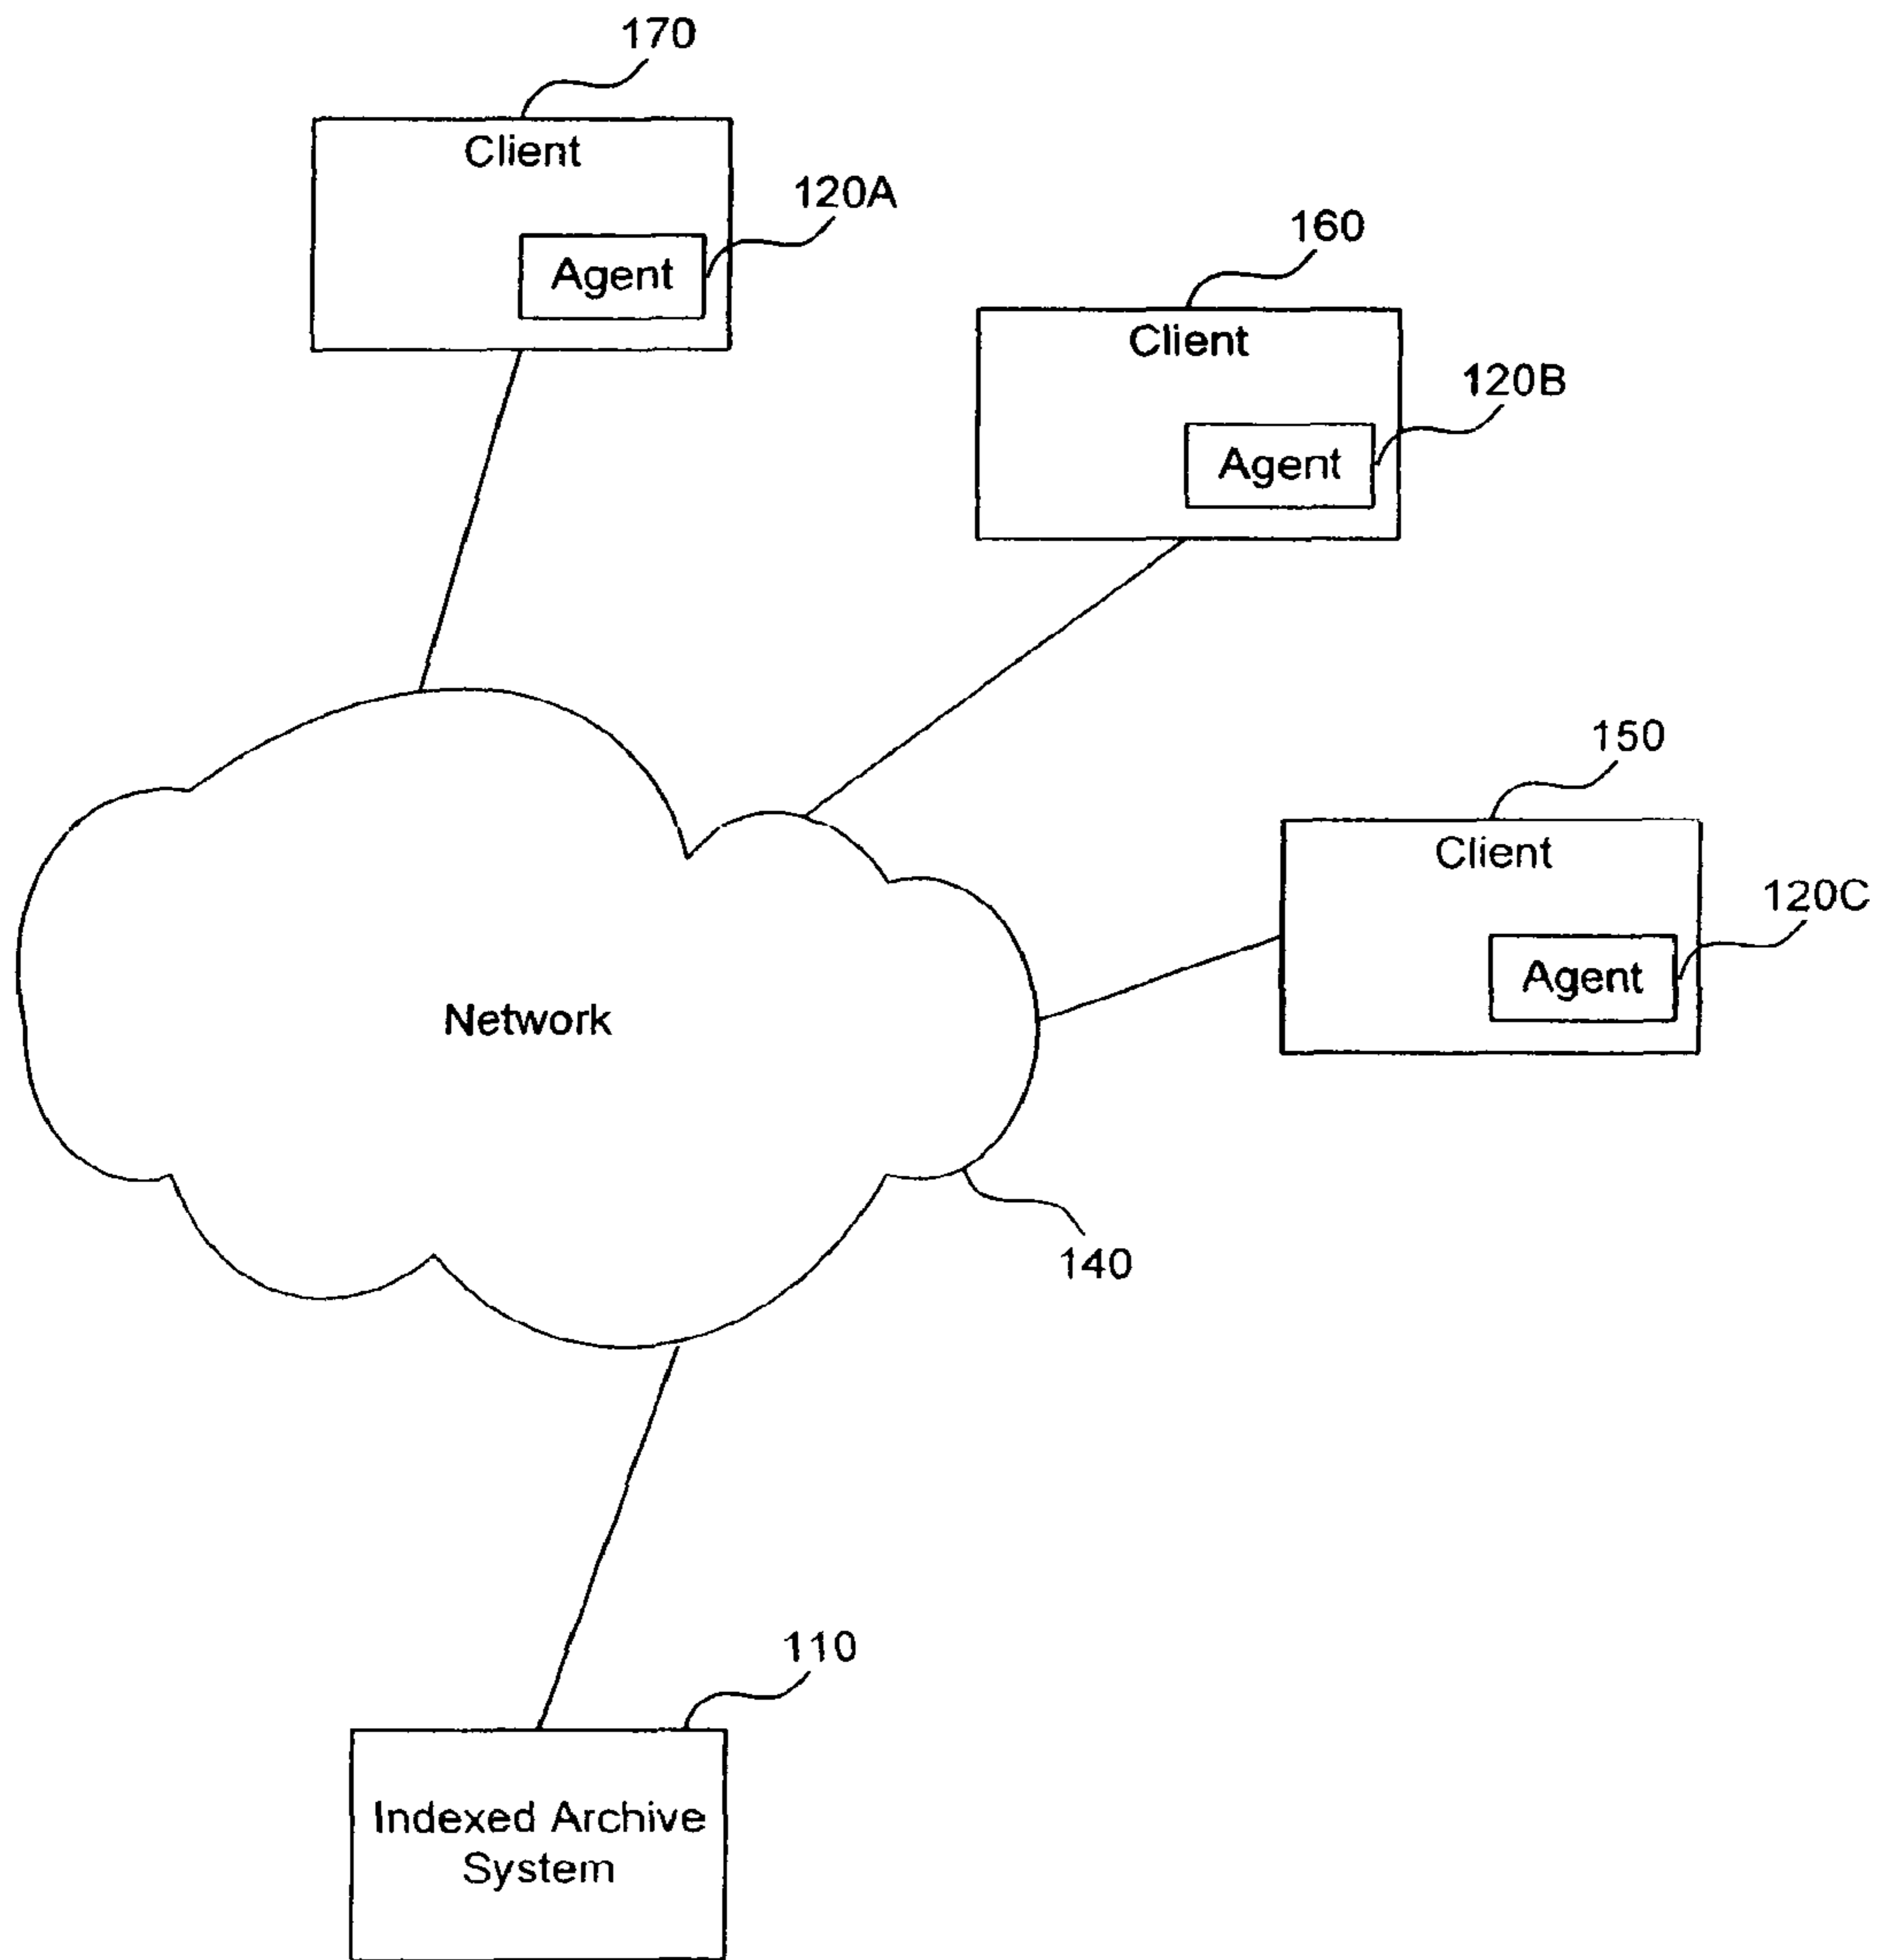 170
Client
120A
Agent
160
Client
120B
Agent
150
Client
120C
Agent
Network
140
110
Indexed Archive
System